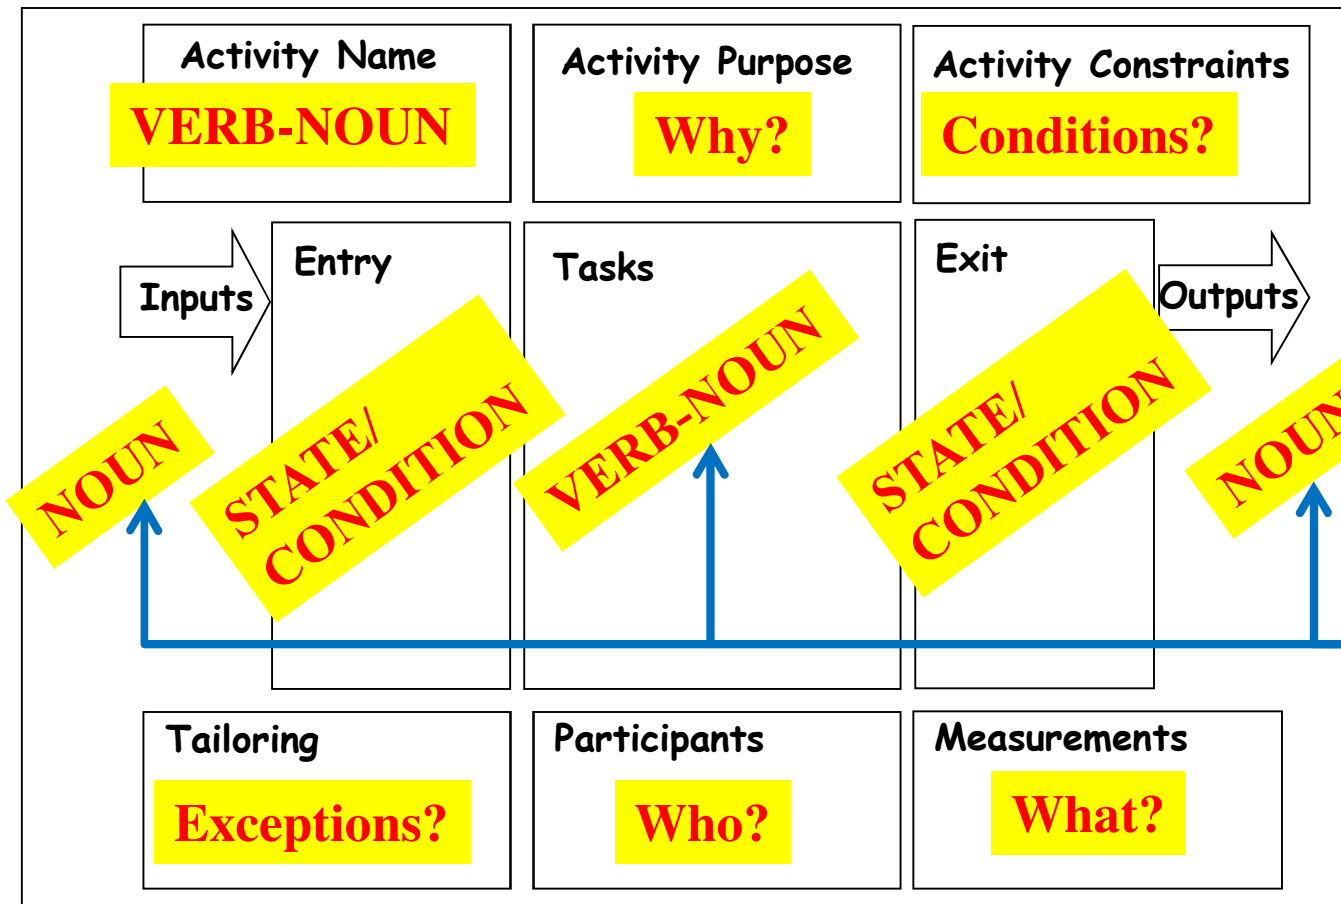 Activity Name
VERB-NOUN
Activity Purpose
Why?
Activity Constraints
Conditions?
Inputs
NOUN
Entry
STATE/
CONDITION
Tasks
VERB-NOUN
Exit
STATE/
CONDITION
Outputs
NOUN
Tailoring
Exceptions?
Participants
Who?
Measurements
What?